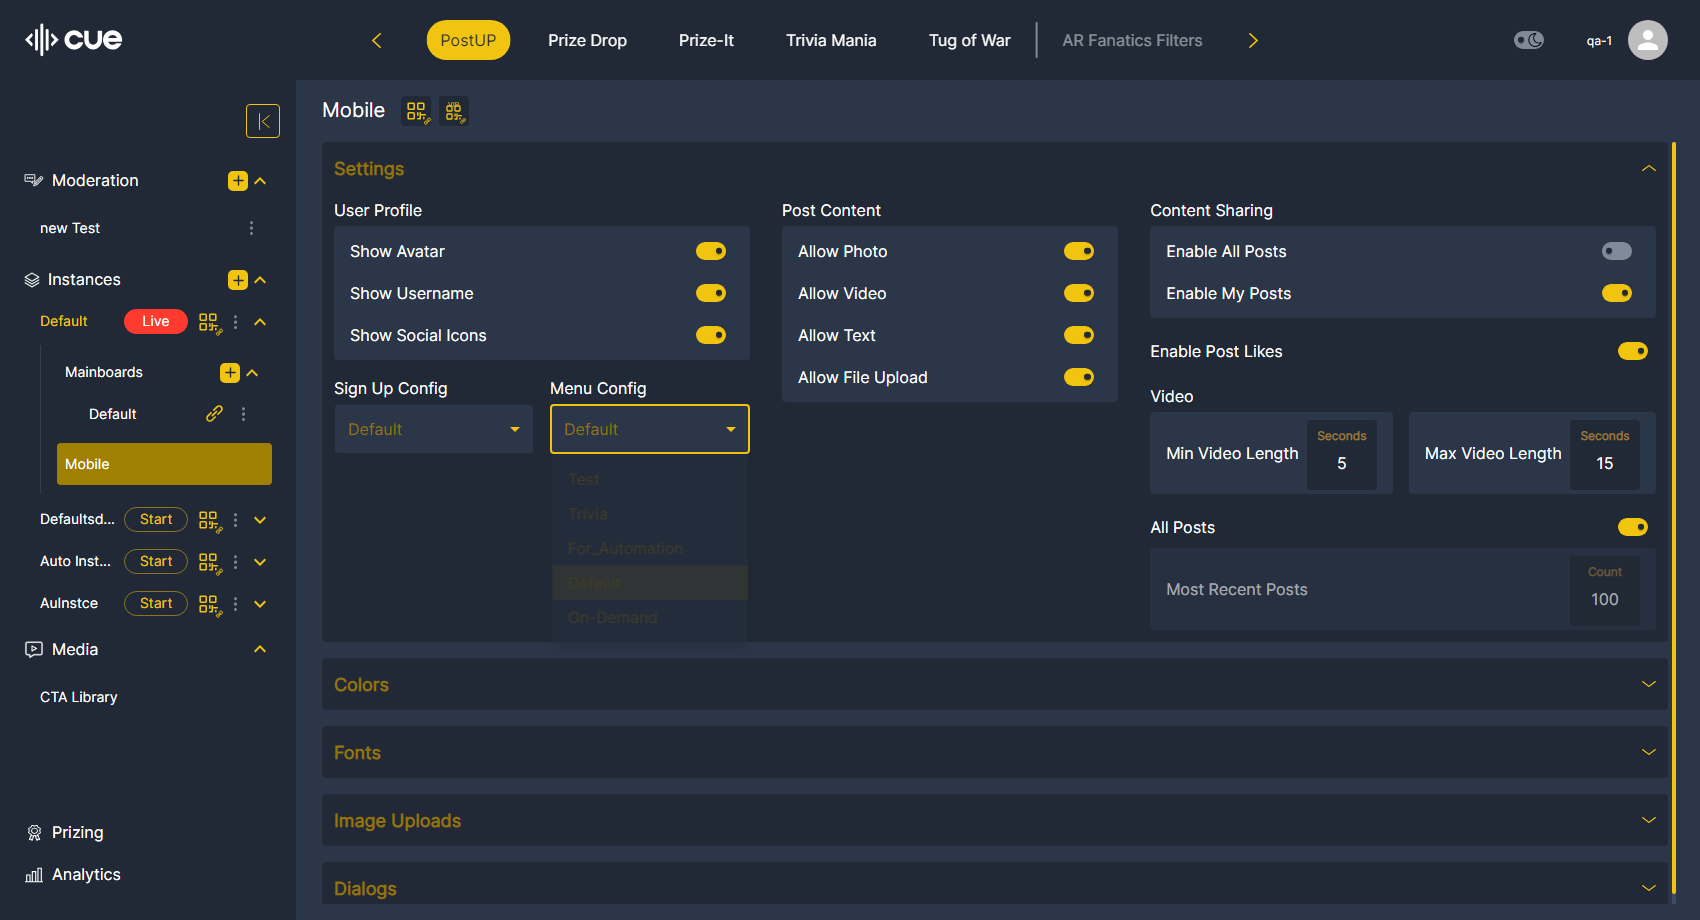 cue
PostUP
Prize Drop
Prize-It
Trivia Mania
Tug of War
AR Fanatics Filters
qa-1
Moderation
new Test
Instances
Default
Live
Mainboards
Default
Mobile
Defaultsd...
Start
Auto Inst...
Start
AuInstce
Start
Media
CTA Library
Prizing
Analytics
Mobile
VIP
Settings
User Profile
Show Avatar
Show Username
Show Social Icons
Sign Up Config
Default
Menu Config
Default
Test
Trivia
For_Automation
Default
On-Demand
Post Content
Allow Photo
Allow Video
Allow Text
Allow File Upload
Content Sharing
Enable All Posts
Enable My Posts
Enable Post Likes
Video
Min Video Length
Seconds
5
Max Video Length
Seconds
15
All Posts
Most Recent Posts
Count
100
Colors
Fonts
Image Uploads
Dialogs